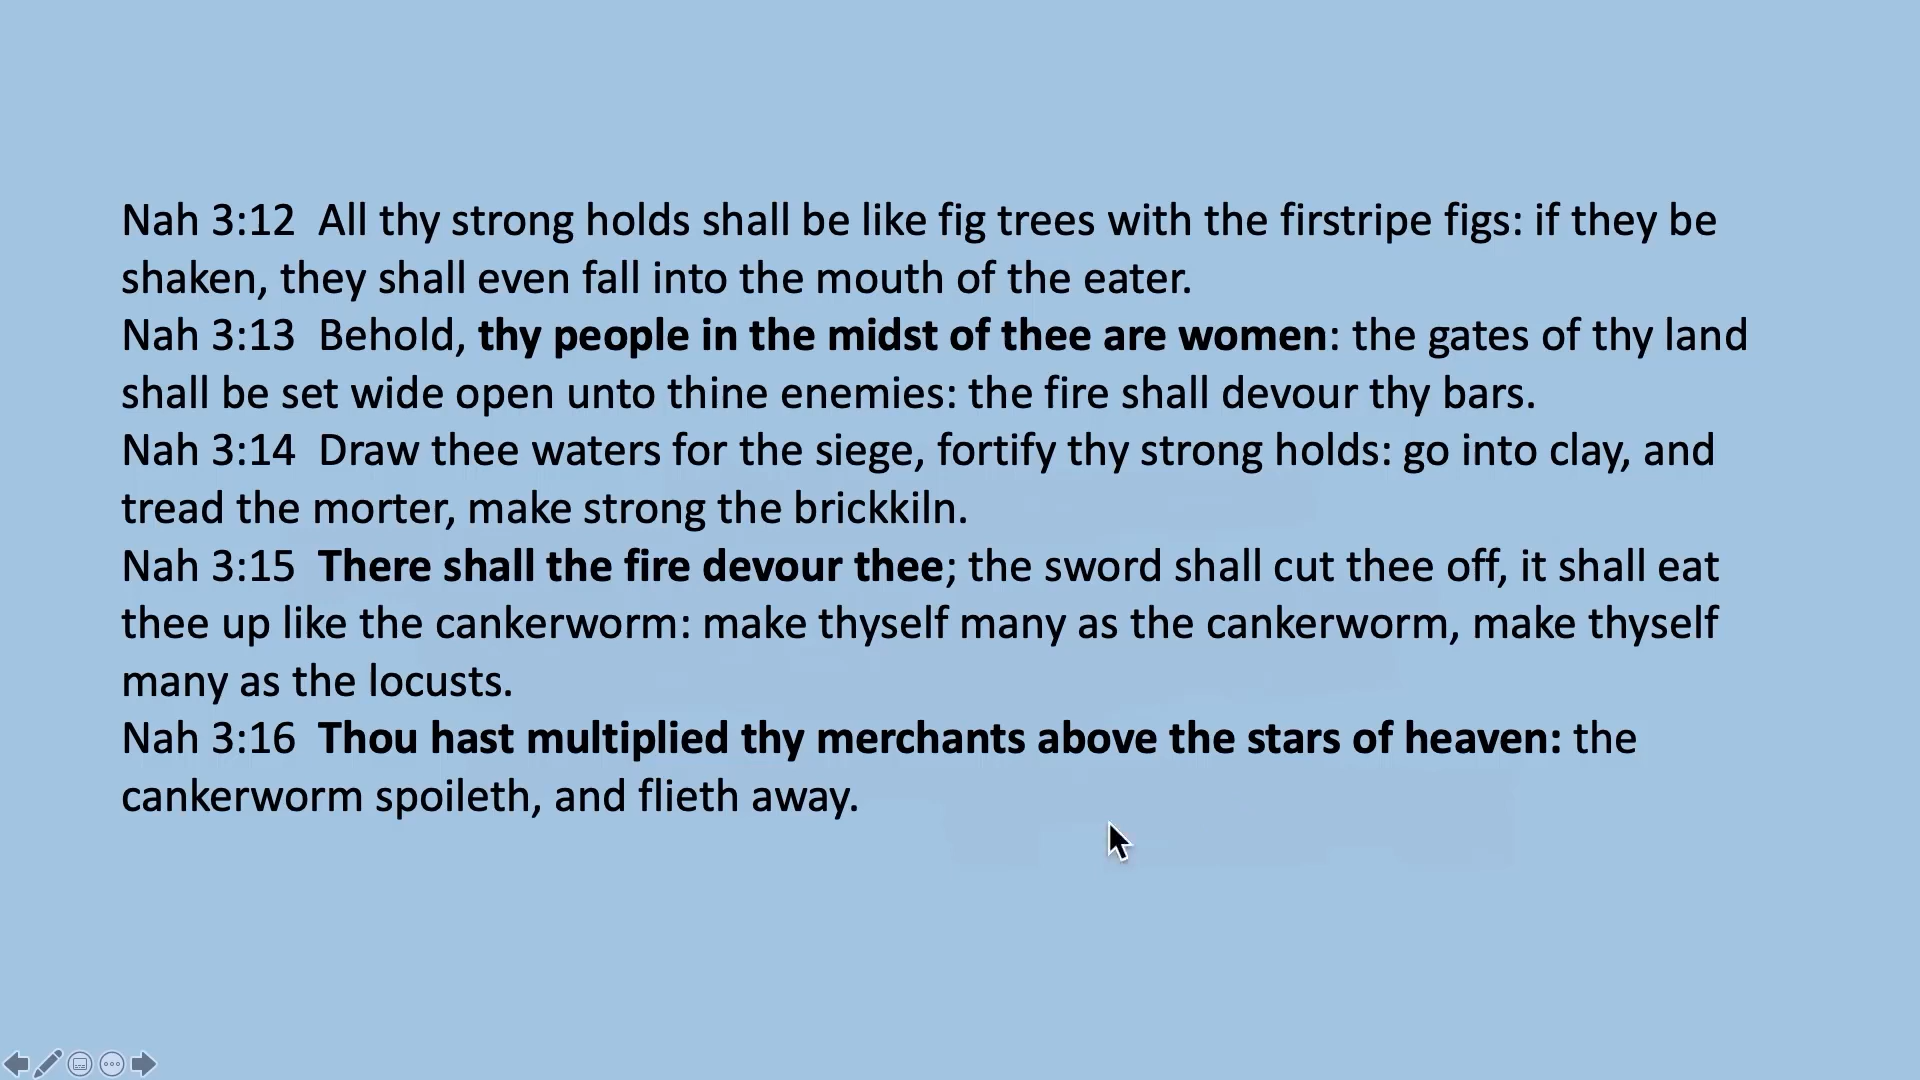 Nah 3:12  All thy strong holds shall be like fig trees with the firstripe figs: if they be
shaken, they shall even fall into the mouth of the eater.
Nah 3:13  Behold, thy people in the midst of thee are women: the gates of thy land
shall be set wide open unto thine enemies: the fire shall devour thy bars.
Nah 3:14  Draw thee waters for the siege, fortify thy strong holds: go into clay, and
tread the morter, make strong the brickkiln.
Nah 3:15  There shall the fire devour thee; the sword shall cut thee off, it shall eat
thee up like the cankerworm: make thyself many as the cankerworm, make thyself
many as the locusts.
Nah 3:16  Thou hast multiplied thy merchants above the stars of heaven: the
cankerworm spoileth, and flieth away.